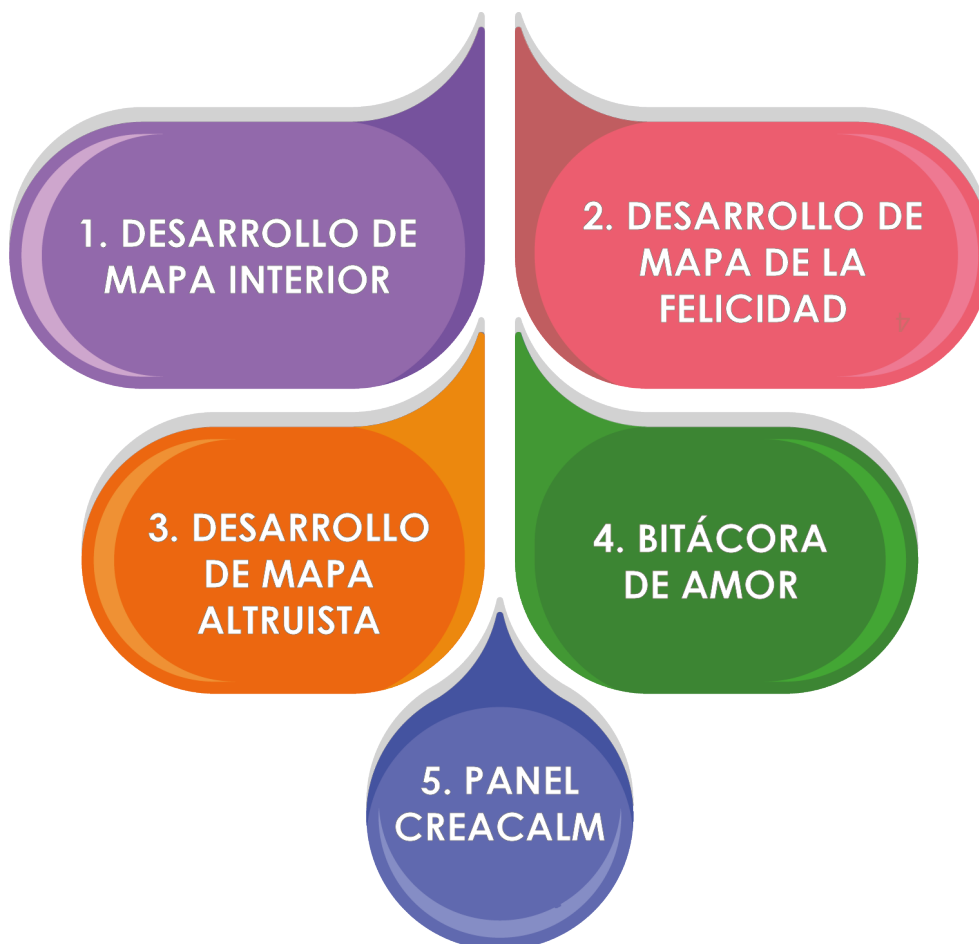 1. DESARROLLO DE
MAPA INTERIOR
2. DESARROLLO DE
MAPA DE LA
FELICIDAD
3. DESARROLLO
DE MAPA
ALTRUISTA
4. BITÁCORA
DE AMOR
5. PANEL
CREACALM